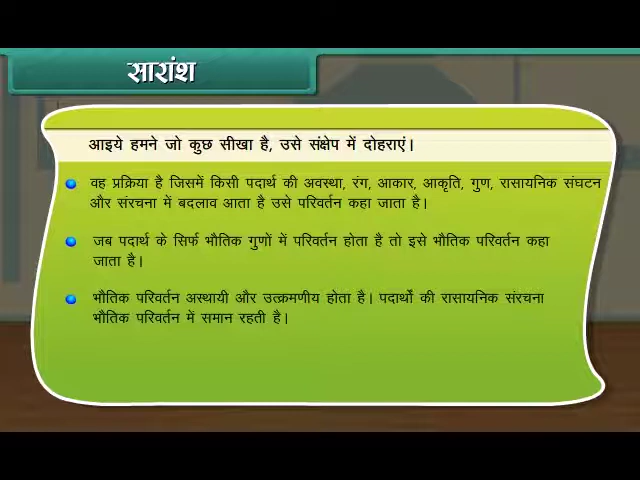 सारांश
आइये हमने जो कुछ सीखा है, उसे संक्षेप में दोहराएं।
वह प्रक्रिया है जिसमें किसी पदार्थ की अवस्था, रंग, आकार, आकृति, गुण, रासायनिक संघटन
और संरचना में बदलाव आता है उसे परिवर्तन कहा जाता है।
जब पदार्थ के सिर्फ भौतिक गुणों में परिवर्तन होता है तो इसे भौतिक परिवर्तन कहा
जाता है।
भौतिक परिवर्तन अस्थायी और उत्क्रमणीय होता है। पदार्थों की रासायनिक संरचना
भौतिक परिवर्तन में समान रहती है।